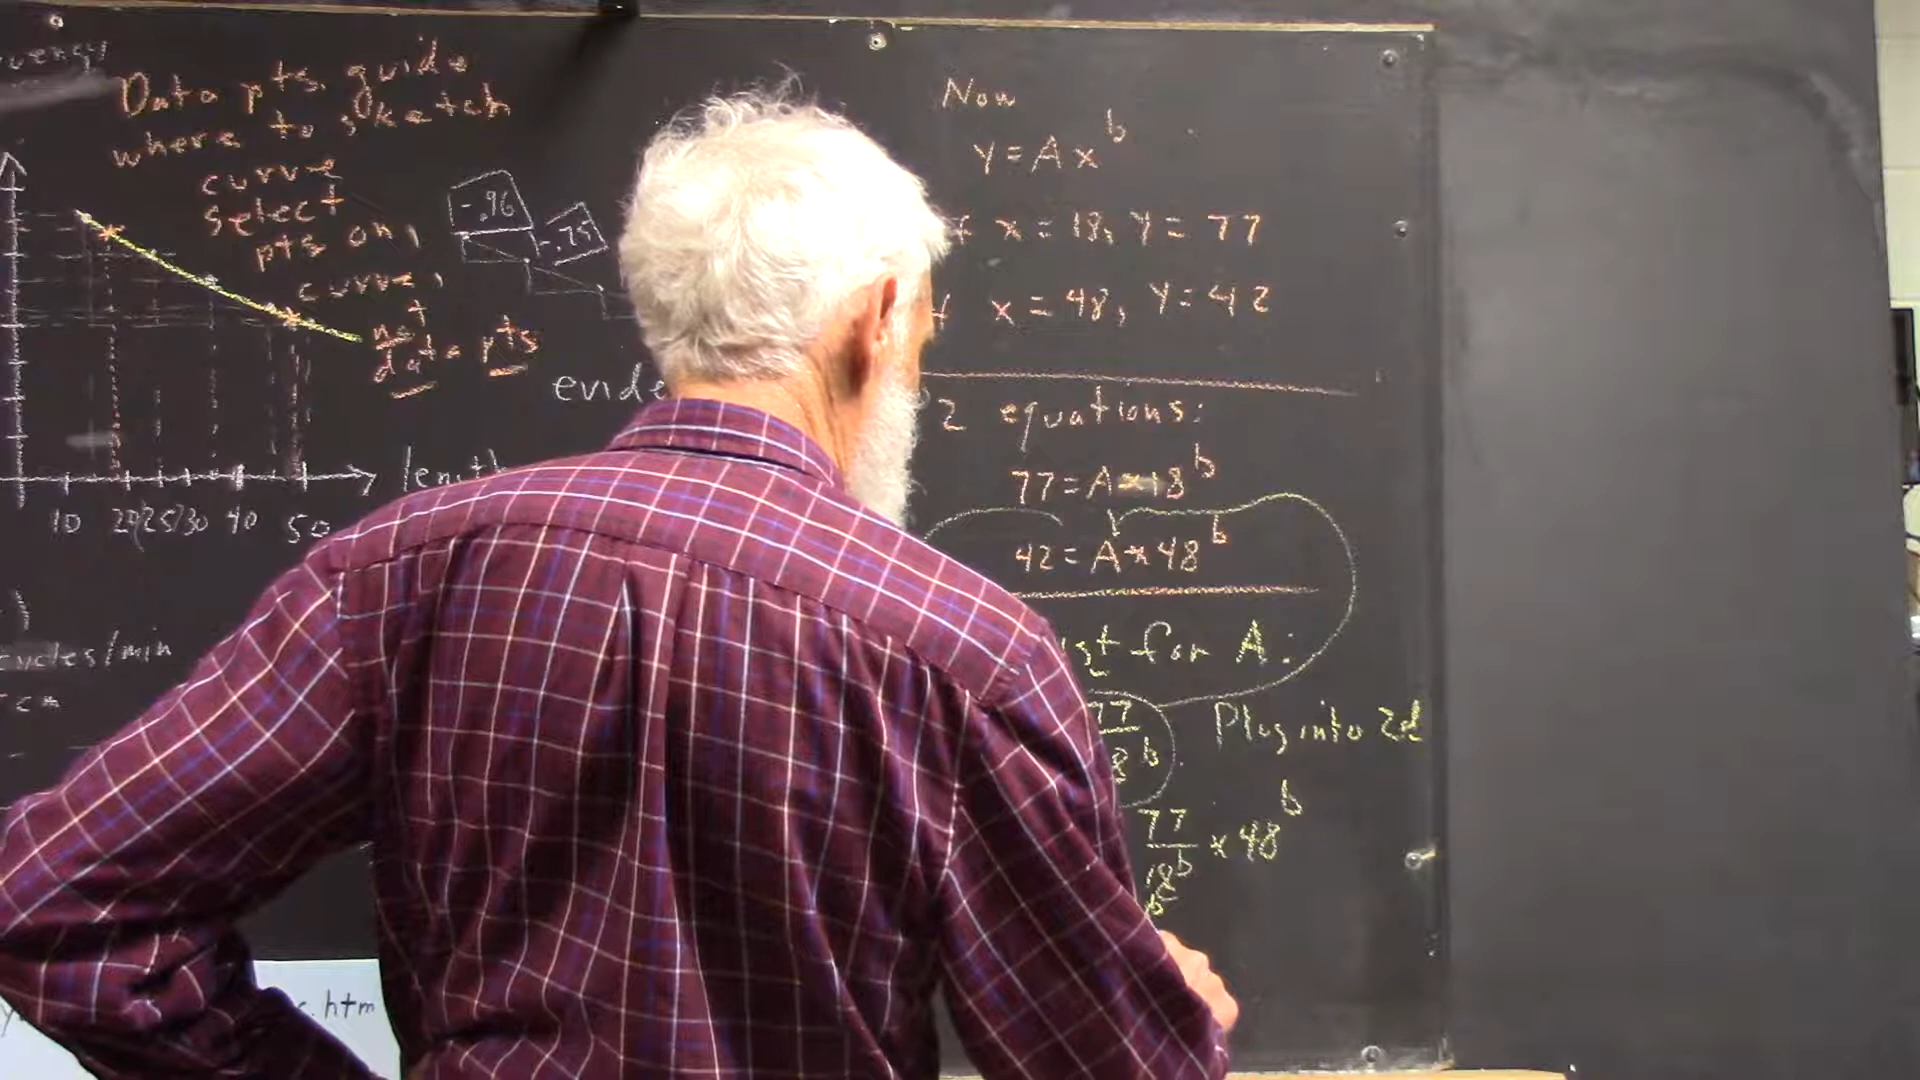 Data pts. guide
where to sketch
curve
select
pts on
curve,
not
data pts
-.96
-.75
length
10 20 25 30 40 50
cycles/min
cm
.htm
Now
y = A x^b
x = 18, y = 77
x = 48, y = 42
2 equations:
77 = A × 18^b
42 = A × 48^b
for A:
77
8^b
Plug into 2d
77
18^b
× 48^b